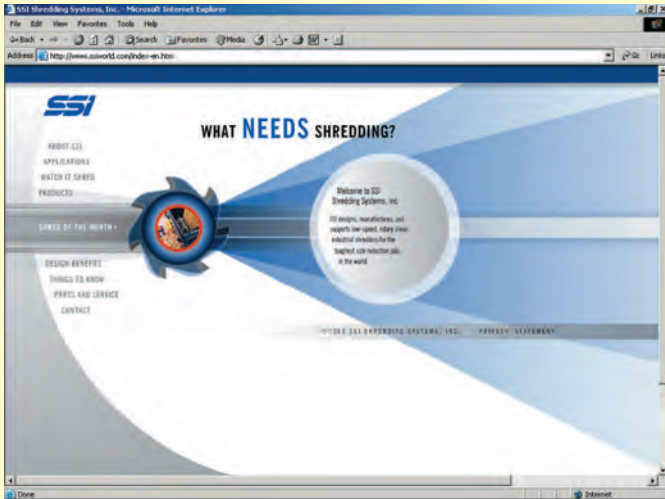 SSI Shredding Systems, Inc. - Microsoft Internet Explorer
File Edit View Favorites Tools Help
Back Search Favorites Media
Address http://www.ssiworld.com/index-en.htm Go Links
SSI
WHAT NEEDS SHREDDING?
ABOUT SSI
APPLICATIONS
WATCH IT SHRED
PRODUCTS
SHRED OF THE MONTH
DESIGN BENEFITS
THINGS TO KNOW
PARTS AND SERVICE
CONTACT
Welcome to SSI
Shredding Systems, Inc
SSI designs, manufactures, and
supports low-speed, rotary shear
industrial shredders for the
toughest size reduction jobs
in the world.
SSI SHREDDING SYSTEMS, INC. PRIVACY STATEMENT
Done Internet